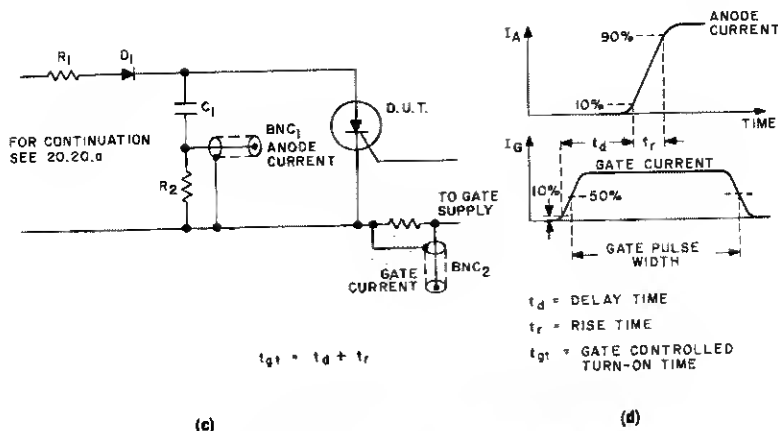 R1
D1
C1
D.U.T.
FOR CONTINUATION
SEE 20.20.a
BNC1
ANODE
CURRENT
R2
TO GATE
SUPPLY
GATE
CURRENT
BNC2
tgt = td + tr
(c)
IA
ANODE
CURRENT
90%
10%
TIME
IG
td
tr
GATE CURRENT
10%
50%
GATE PULSE
WIDTH
td = DELAY TIME
tr = RISE TIME
tgt = GATE CONTROLLED
TURN-ON TIME
(d)